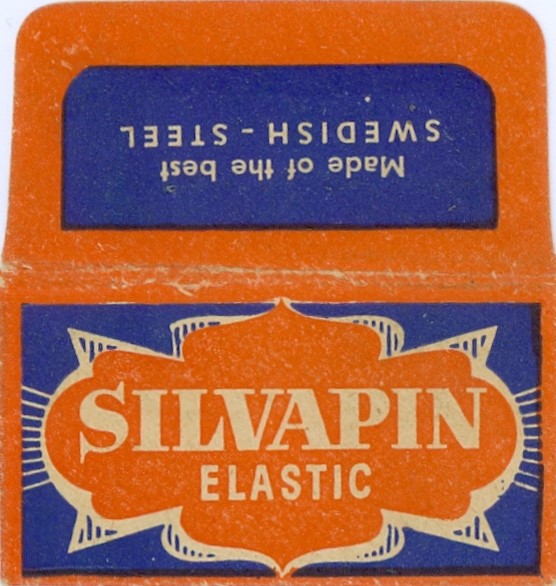 Made of the best
SWEDISH - STEEL
SILVAPIN
ELASTIC